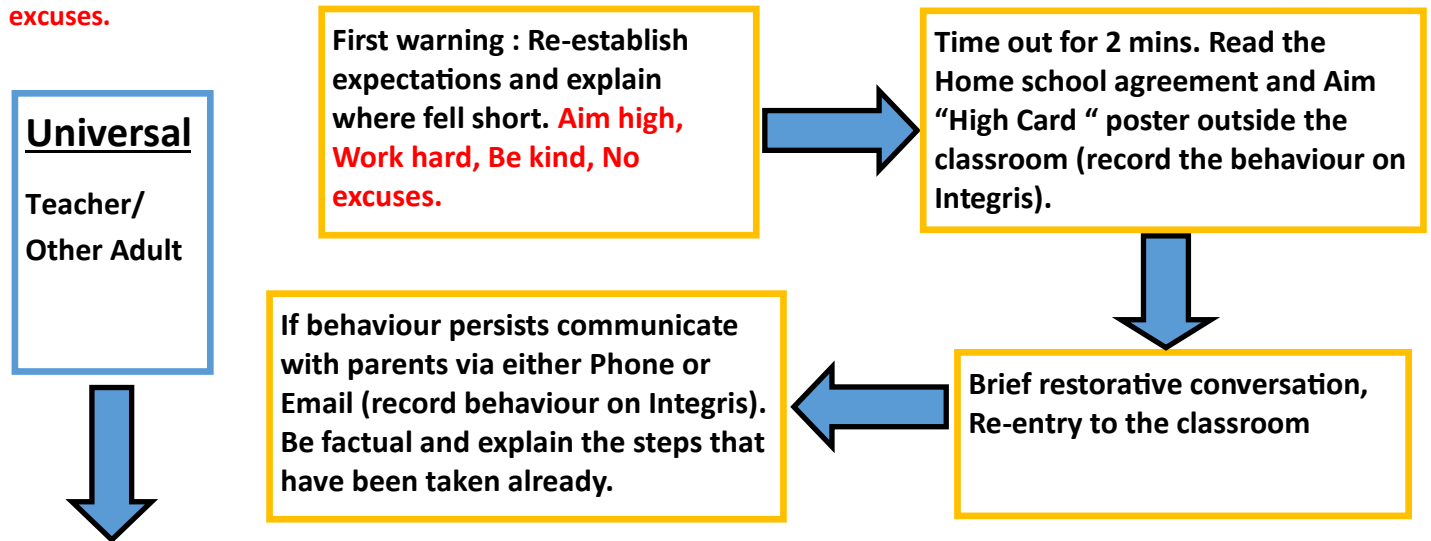 excuses.
Universal
Teacher/
Other Adult
First warning : Re-establish
expectations and explain
where fell short. Aim high,
Work hard, Be kind, No
excuses.
Time out for 2 mins. Read the
Home school agreement and Aim
“High Card “ poster outside the
classroom (record the behaviour on
Integris).
Brief restorative conversation,
Re-entry to the classroom
If behaviour persists communicate
with parents via either Phone or
Email (record behaviour on Integris).
Be factual and explain the steps that
have been taken already.